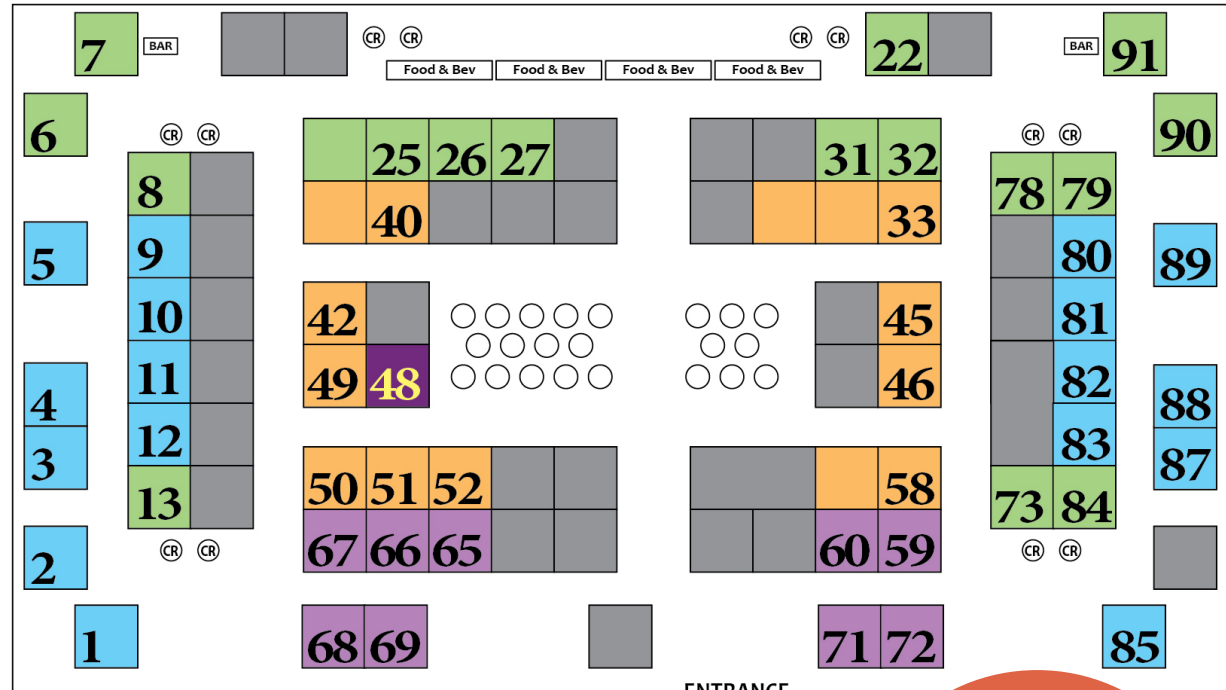 7 BAR CR CR CR CR 22 BAR 91
Food & Bev Food & Bev Food & Bev Food & Bev
6 90
CR CR CR CR
25 26 27 31 32
8 78 79
40 33
9 80
5 89
10 42 45 81
11 49 48 46 82
4 88
12 83
3 87
50 51 52 58
13 73 84
67 66 65 60 59
CR CR CR CR
2
1 68 69 71 72 85
ENTRANCE